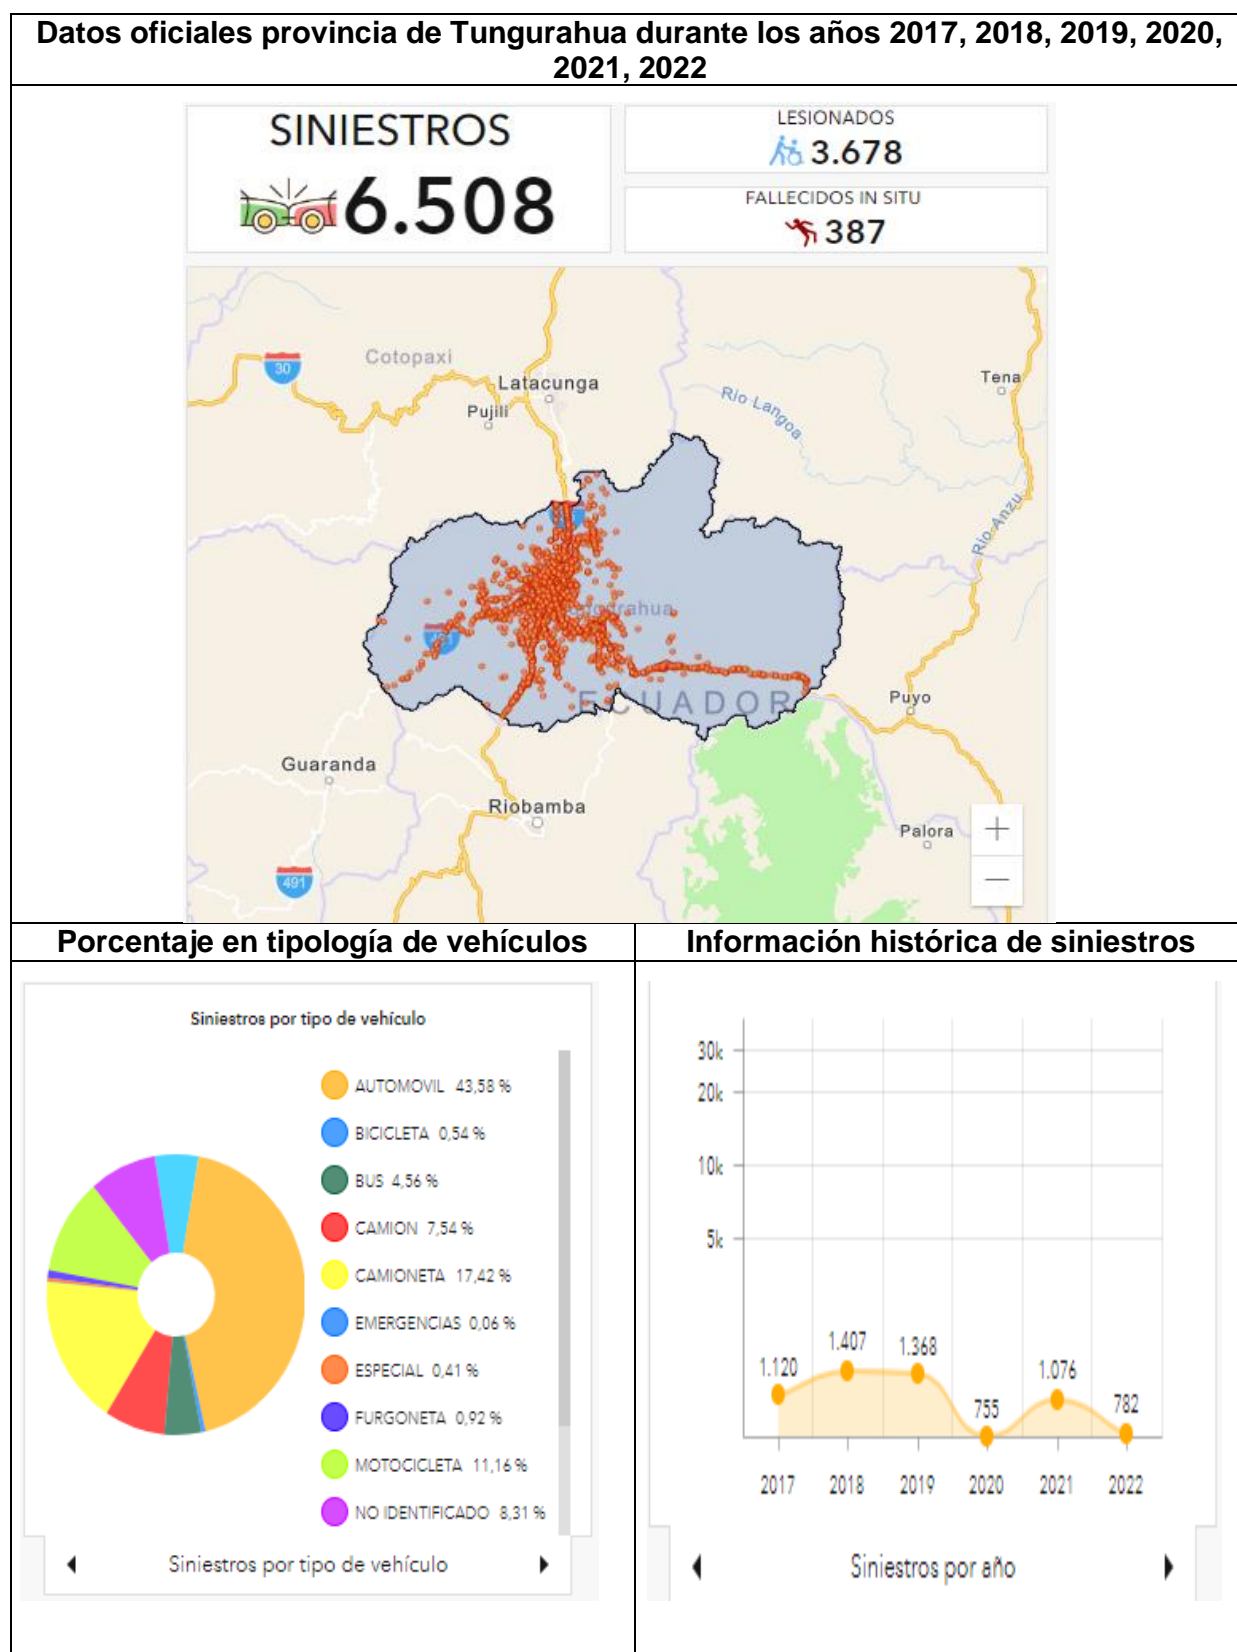 Datos oficiales provincia de Tungurahua durante los años 2017, 2018, 2019, 2020,
2021, 2022
SINIESTROS
6.508
LESIONADOS
3.678
FALLECIDOS IN SITU
387
30
Cotopaxi
Latacunga
Pujilí
Tena
Rio Langoa
Rio Anzu
ECUADOR
Puyo
Guaranda
Riobamba
Palora
+
−
491
Porcentaje en tipología de vehículos
Información histórica de siniestros
Siniestros por tipo de vehículo
AUTOMOVIL 43,58 %
BICICLETA 0,54 %
BUS 4,56 %
CAMION 7,54 %
CAMIONETA 17,42 %
EMERGENCIAS 0,06 %
ESPECIAL 0,41 %
FURGONETA 0,92 %
MOTOCICLETA 11,16 %
NO IDENTIFICADO 8,31 %
Siniestros por tipo de vehículo
30k
20k
10k
5k
1.120
1.407
1.368
755
1.076
782
2017 2018 2019 2020 2021 2022
Siniestros por año